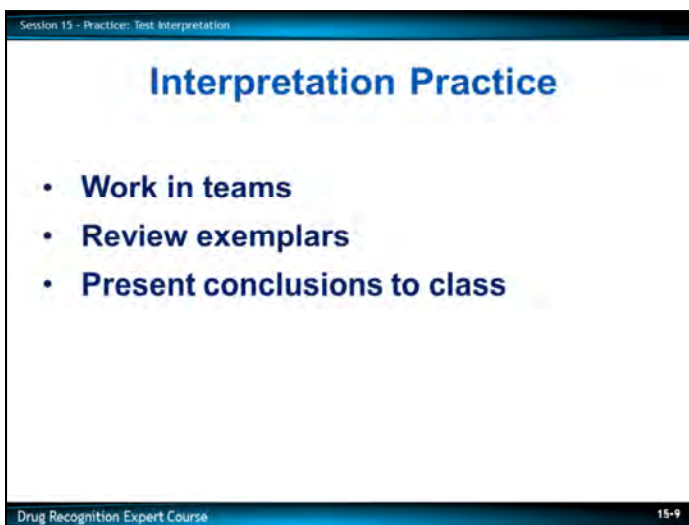 Session 15 - Practice: Test Interpretation
Interpretation Practice
• Work in teams
• Review exemplars
• Present conclusions to class
Drug Recognition Expert Course 15-9